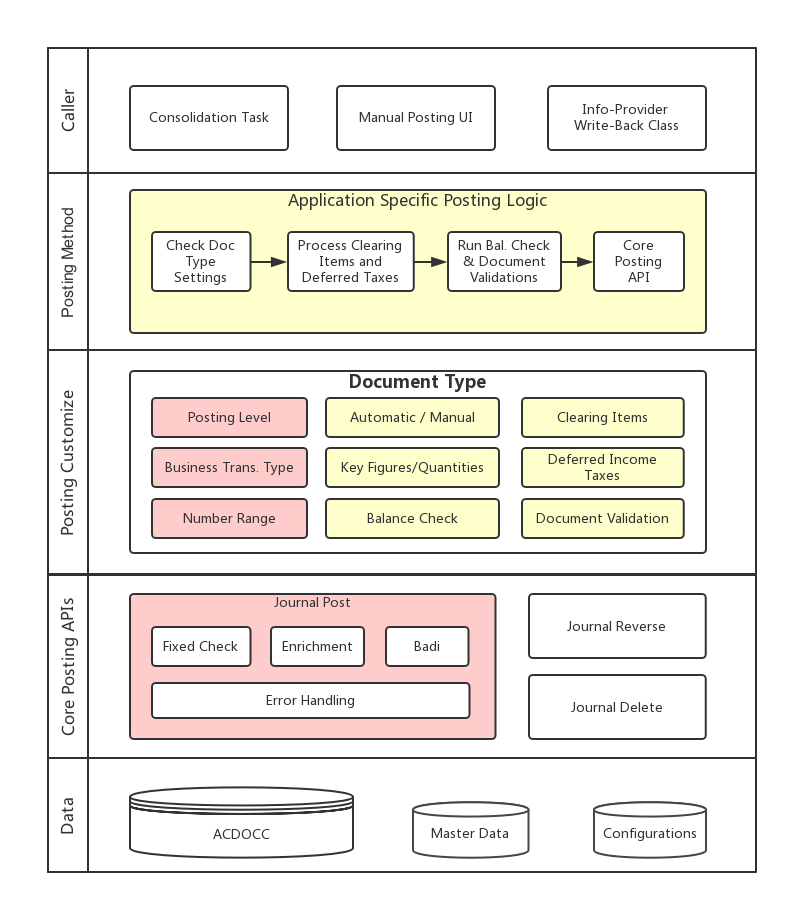 Caller
Consolidation Task
Manual Posting UI
Info-Provider
Write-Back Class
Posting Method
Application Specific Posting Logic
Check Doc
Type
Settings
Process Clearing
Items and
Deferred Taxes
Run Bal. Check
& Document
Validations
Core
Posting
API
Posting Customize
Document Type
Posting Level
Automatic / Manual
Clearing Items
Business Trans. Type
Key Figures/Quantities
Deferred Income
Taxes
Number Range
Balance Check
Document Validation
Core Posting APIs
Journal Post
Fixed Check
Enrichment
Badi
Error Handling
Journal Reverse
Journal Delete
Data
ACDOCC
Master Data
Configurations